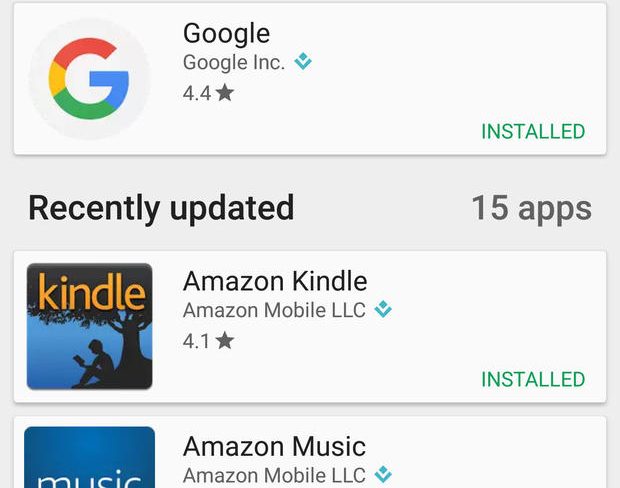 Google
Google Inc.
4.4
INSTALLED
Recently updated 15 apps
kindle
Amazon Kindle
Amazon Mobile LLC
4.1
INSTALLED
music
Amazon Music
Amazon Mobile LLC